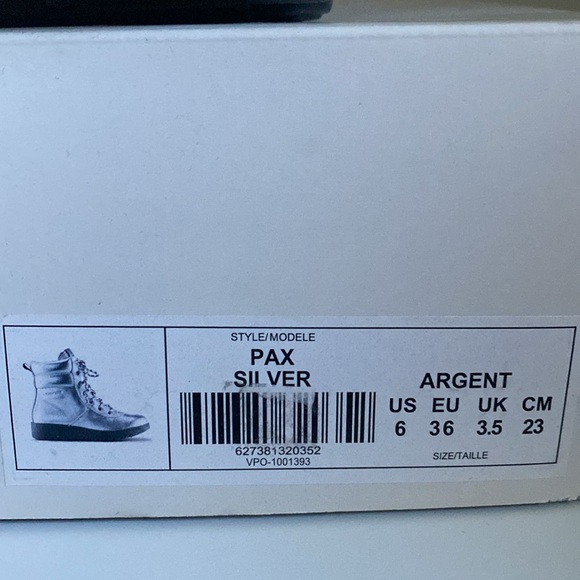 STYLE/MODELE
PAX
SILVER
627381320352
VPO-1001393
ARGENT
US EU UK CM
6 36 3.5 23
SIZE/TAILLE